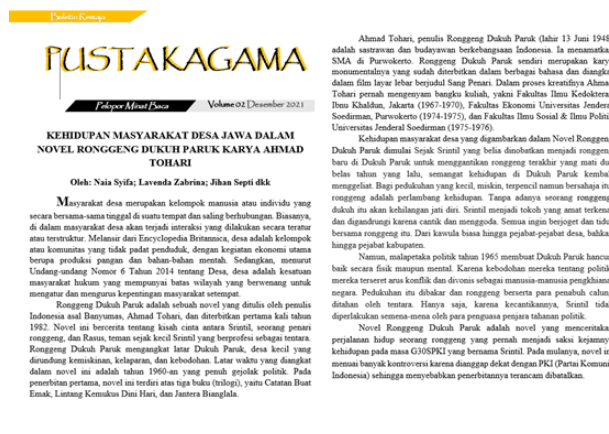 Buletin Remaja
PUSTAKAGAMA
Pelopor Minat Baca
Volume 02 Desember 2021
KEHIDUPAN MASYARAKAT DESA JAWA DALAM
NOVEL RONGGENG DUKUH PARUK KARYA AHMAD
TOHARI
Oleh: Naia Syifa; Lavenda Zabrina; Jihan Septi dkk
Masyarakat desa merupakan kelompok manusia atau individu yang
secara bersama-sama tinggal di suatu tempat dan saling berhubungan. Biasanya,
di dalam masyarakat desa akan terjadi interaksi yang dilakukan secara teratur
atau terstruktur. Melansir dari Encyclopedia Britannica, desa adalah kelompok
atau komunitas yang tidak padat penduduk, dengan kegiatan ekonomi utama
berupa produksi pangan dan bahan-bahan mentah. Sedangkan, menurut
Undang-undang Nomor 6 Tahun 2014 tentang Desa, desa adalah kesatuan
masyarakat hukum yang mempunyai batas wilayah yang berwenang untuk
mengatur dan mengurus kepentingan masyarakat setempat.
Ronggeng Dukuh Paruk adalah sebuah novel yang ditulis oleh penulis
Indonesia asal Banyumas, Ahmad Tohari, dan diterbitkan pertama kali tahun
1982. Novel ini bercerita tentang kisah cinta antara Srintil, seorang penari
ronggeng, dan Rasus, teman sejak kecil Srintil yang berprofesi sebagai tentara.
Ronggeng Dukuh Paruk mengangkat latar Dukuh Paruk, desa kecil yang
dirundung kemiskinan, kelaparan, dan kebodohan. Latar waktu yang diangkat
dalam novel ini adalah tahun 1960-an yang penuh gejolak politik. Pada
penerbitan pertama, novel ini terdiri atas tiga buku (trilogi), yaitu Catatan Buat
Emak, Lintang Kemukus Dini Hari, dan Jantera Bianglala.
Ahmad Tohari, penulis Ronggeng Dukuh Paruk (lahir 13 Juni 1948
adalah sastrawan dan budayawan berkebangsaan Indonesia. Ia menamatka
SMA di Purwokerto. Ronggeng Dukuh Paruk sendiri merupakan kary
monumentalnya yang sudah diterbitkan dalam berbagai bahasa dan diangka
dalam film layar lebar berjudul Sang Penari. Dalam proses kreatifnya Ahma
Tohari pernah mengenyam bangku kuliah, yakni Fakultas Ilmu Kedoktera
Ibnu Khaldun, Jakarta (1967-1970), Fakultas Ekonomi Universitas Jender
Soedirman, Purwokerto (1974-1975), dan Fakultas Ilmu Sosial & Ilmu Politi
Universitas Jenderal Soedirman (1975-1976).
Kehidupan masyarakat desa yang digambarkan dalam Novel Ronggen
Dukuh Paruk dimulai Sejak Srintil yang belia dinobatkan menjadi ronggen
baru di Dukuh Paruk untuk menggantikan ronggeng terakhir yang mati du
belas tahun yang lalu, semangat kehidupan di Dukuh Paruk kemba
menggeliat. Bagi pedukuhan yang kecil, miskin, terpencil namun bersahaja it
ronggeng adalah perlambang kehidupan. Tanpa adanya seorang ronggen
dukuh itu akan kehilangan jati diri. Srintil menjadi tokoh yang amat terkena
dan digandrungi karena cantik dan menggoda. Semua ingin berjoget dan tidu
bersama ronggeng itu. Dari kawula biasa hingga pejabat-pejabat desa, bahka
hingga pejabat kabupaten.
Namun, malapetaka politik tahun 1965 membuat Dukuh Paruk hancu
baik secara fisik maupun mental. Karena kebodohan mereka tentang politi
mereka terseret arus konflik dan divonis sebagai manusia-manusia pengkhiana
negara. Pedukuhan itu dibakar dan ronggeng beserta para penabuh calun
ditahan oleh tentara. Hanya saja, karena kecantikannya, Srintil tida
diperlakukan semena-mena oleh para penguasa penjara tahanan politik.
Novel Ronggeng Dukuh Paruk adalah novel yang menceritaka
perjalanan hidup seorang ronggeng yang pernah menjadi saksi kejamny
kehidupan pada masa G30SPKI yang bernama Srintil. Pada mulanya, novel in
menuai banyak kontroversi karena dianggap dekat dengan PKI (Partai Komuni
Indonesia) sehingga menyebabkan penerbitannya terancam dibatalkan.